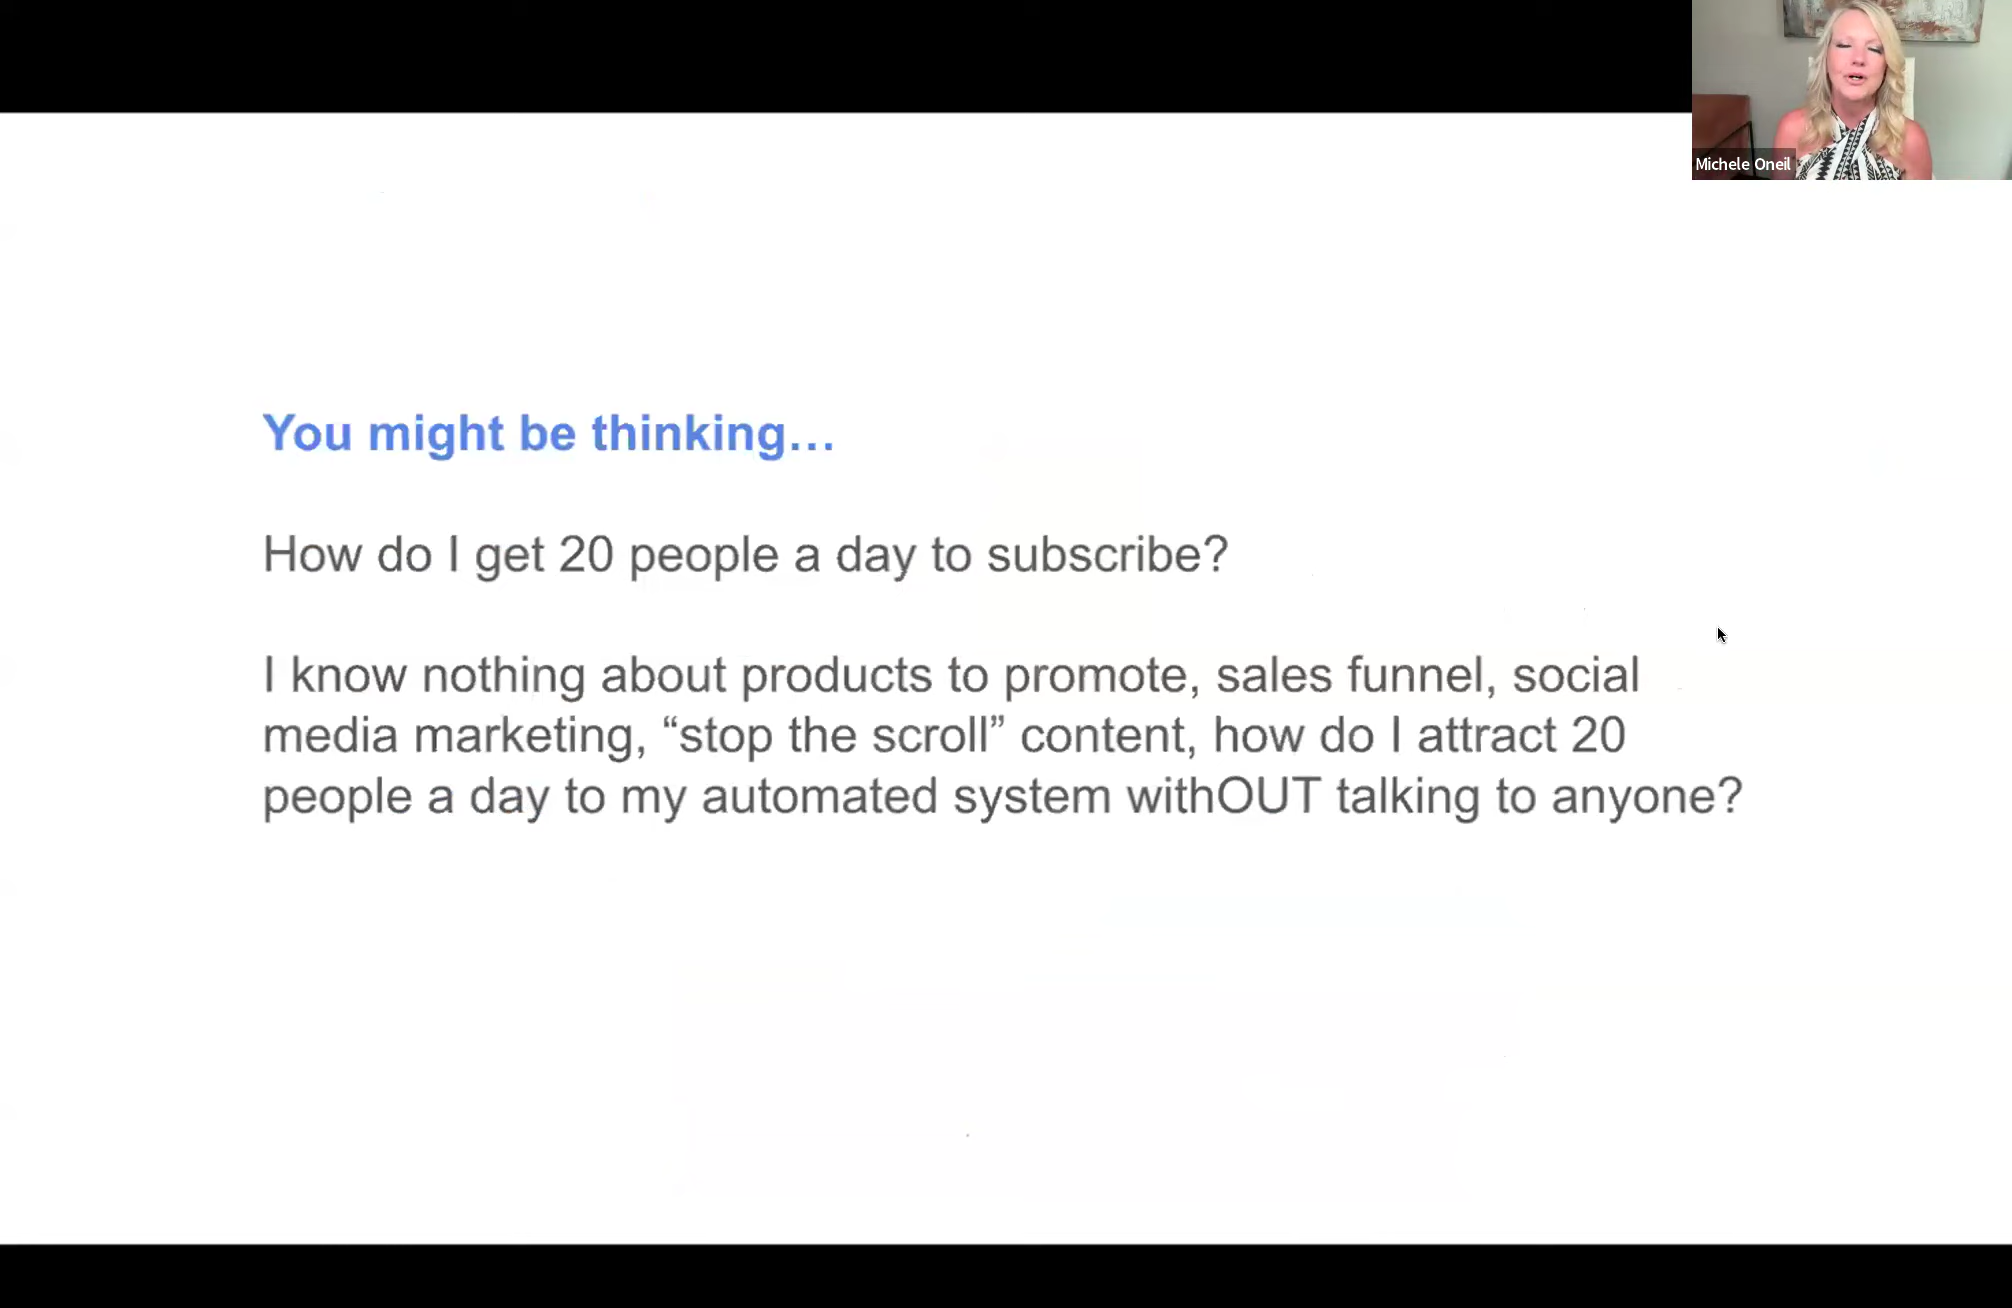 Michele Oneil
You might be thinking…
How do I get 20 people a day to subscribe?
I know nothing about products to promote, sales funnel, social
media marketing, “stop the scroll” content, how do I attract 20
people a day to my automated system withOUT talking to anyone?